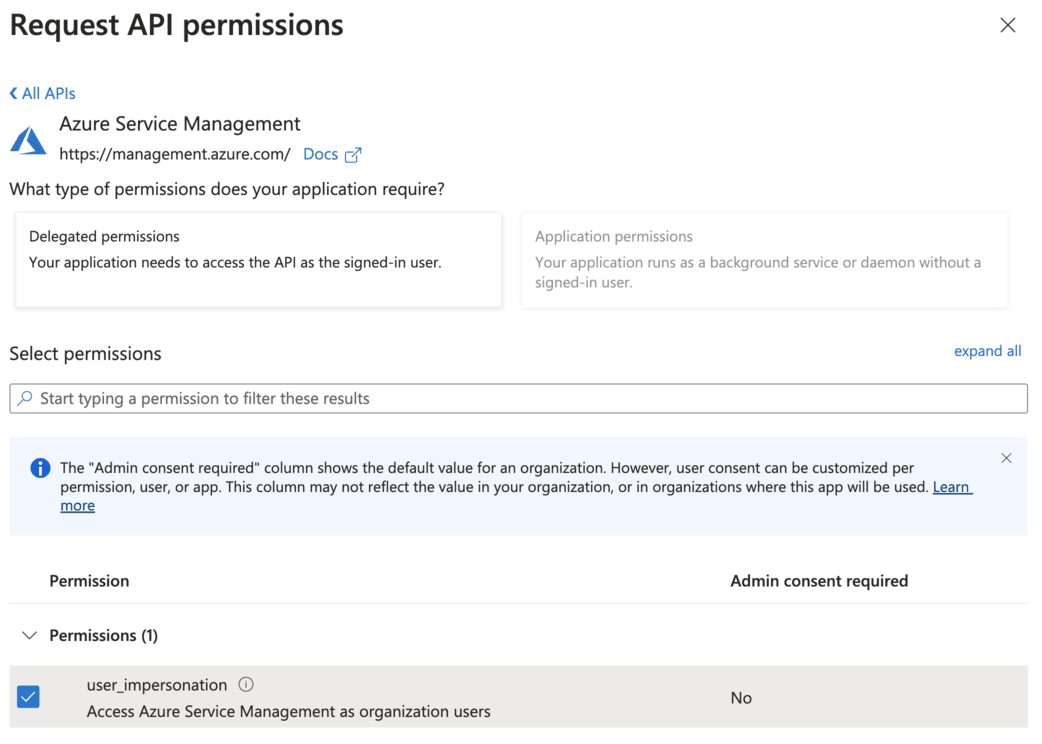 Request API permissions
All APIs
Azure Service Management
https://management.azure.com/ Docs
What type of permissions does your application require?
Delegated permissions
Your application needs to access the API as the signed-in user.
Application permissions
Your application runs as a background service or daemon without a
signed-in user.
Select permissions
expand all
Start typing a permission to filter these results
The "Admin consent required" column shows the default value for an organization. However, user consent can be customized per
permission, user, or app. This column may not reflect the value in your organization, or in organizations where this app will be used. Learn
more
Permission Admin consent required
Permissions (1)
user_impersonation
Access Azure Service Management as organization users
No